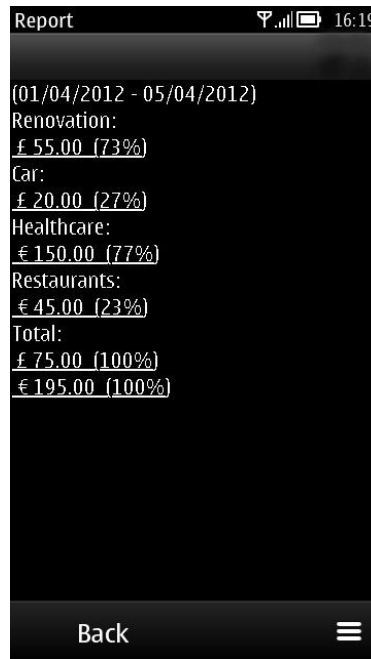 Report 16:19
(01/04/2012 - 05/04/2012)
Renovation:
£ 55.00 (73%)
Car:
£ 20.00 (27%)
Healthcare:
€ 150.00 (77%)
Restaurants:
€ 45.00 (23%)
Total:
£ 75.00 (100%)
€ 195.00 (100%)
Back